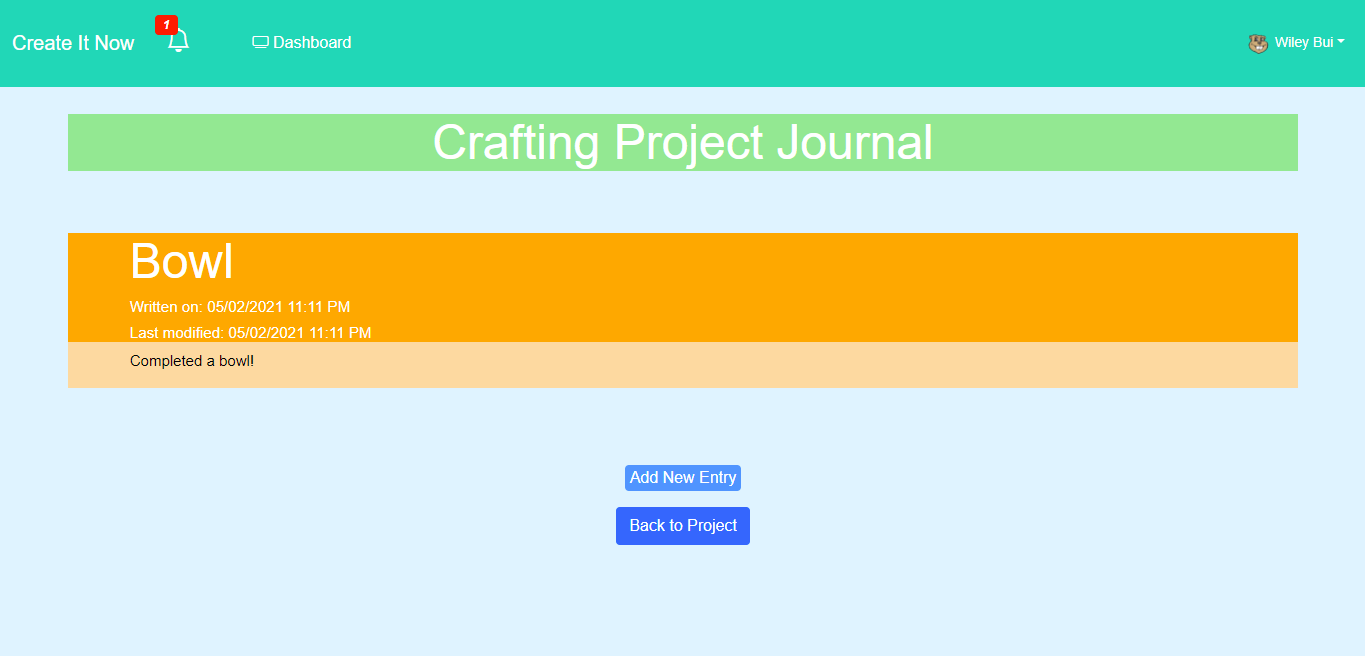 Create It Now
1
Dashboard
Wiley Bui
Crafting Project Journal
Bowl
Written on: 05/02/2021 11:11 PM
Last modified: 05/02/2021 11:11 PM
Completed a bowl!
Add New Entry
Back to Project